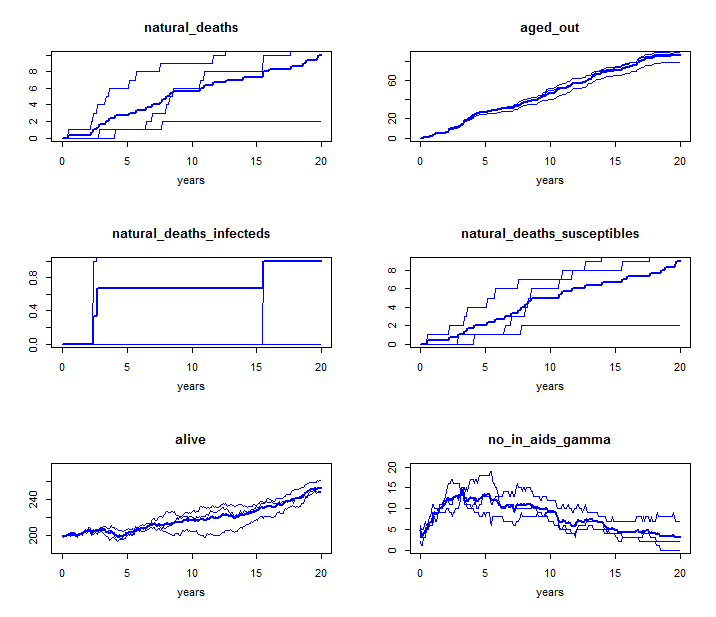 natural_deaths
0 2 4 6 8
0 5 10 15 20
years
aged_out
0 20 60
0 5 10 15 20
years
natural_deaths_infecteds
0.0 0.4 0.8
0 5 10 15 20
years
natural_deaths_susceptibles
0 2 4 6 8
0 5 10 15 20
years
alive
200 240
0 5 10 15 20
years
no_in_aids_gamma
0 5 10 15 20
0 5 10 15 20
years